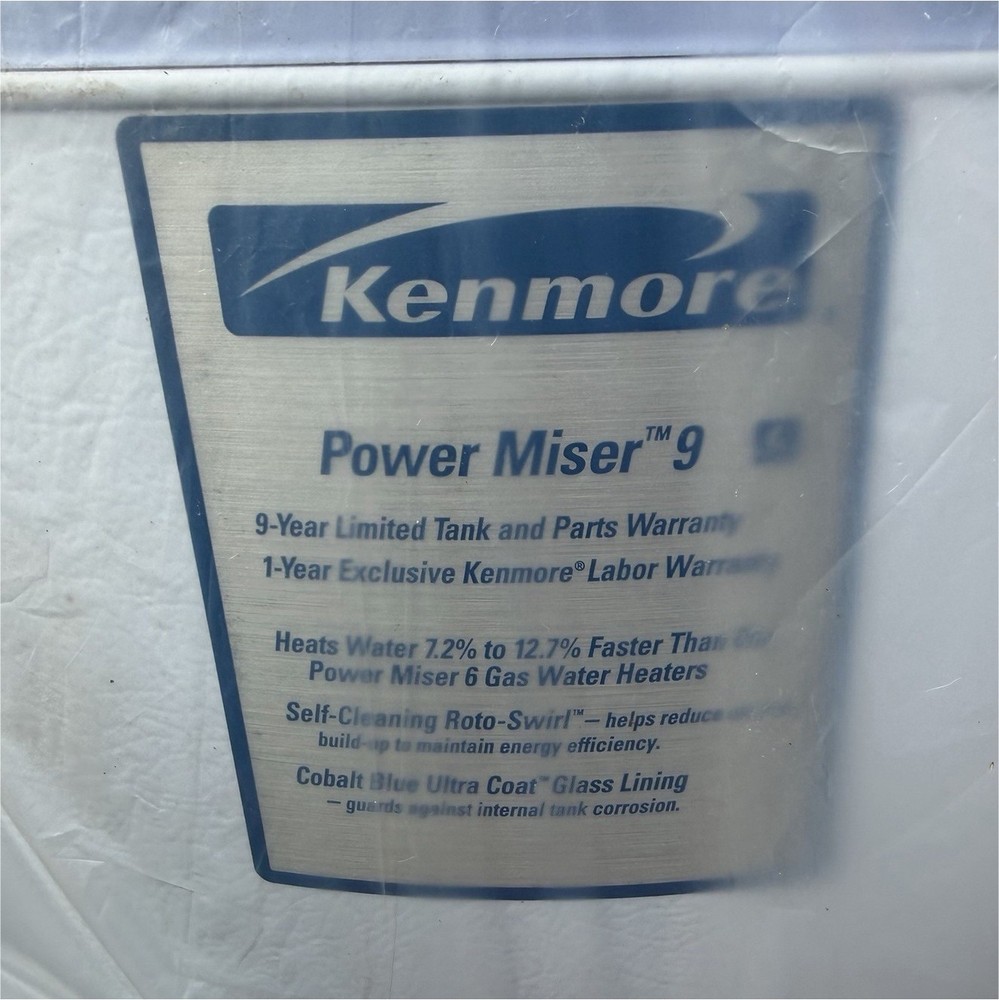 Kenmore
Power Miser™ 9
9-Year Limited Tank and Parts Warranty
1-Year Exclusive Kenmore® Labor Warranty
Heats Water 7.2% to 12.7% Faster Than
Power Miser 6 Gas Water Heaters
Self-Cleaning Roto-Swirl™ – helps reduce
build-up to maintain energy efficiency.
Cobalt Blue Ultra Coat™ Glass Lining
– guards against internal tank corrosion.